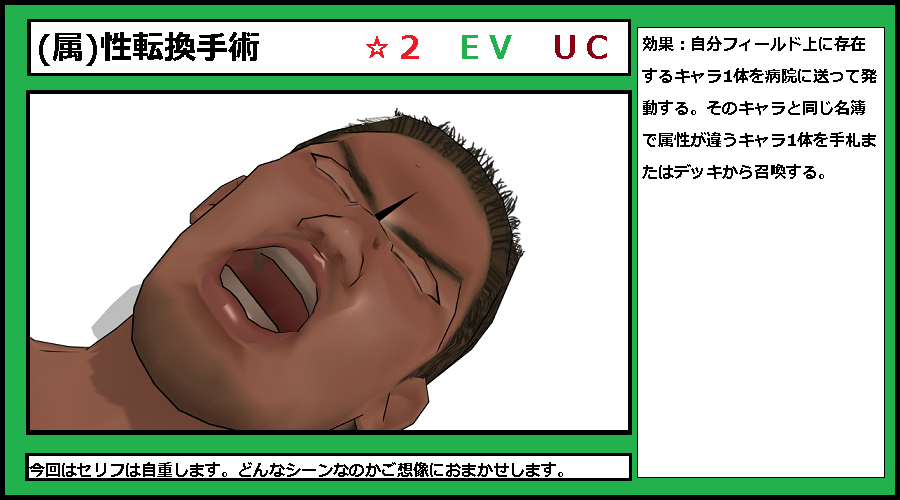 (属)性転換手術 ☆2 EV UC
効果：自分フィールド上に存在
するキャラ1体を病院に送って発
動する。そのキャラと同じ名簿
で属性が違うキャラ1体を手札ま
たはデッキから召喚する。
今回はセリフは自重します。どんなシーンなのかご想像におまかせします。